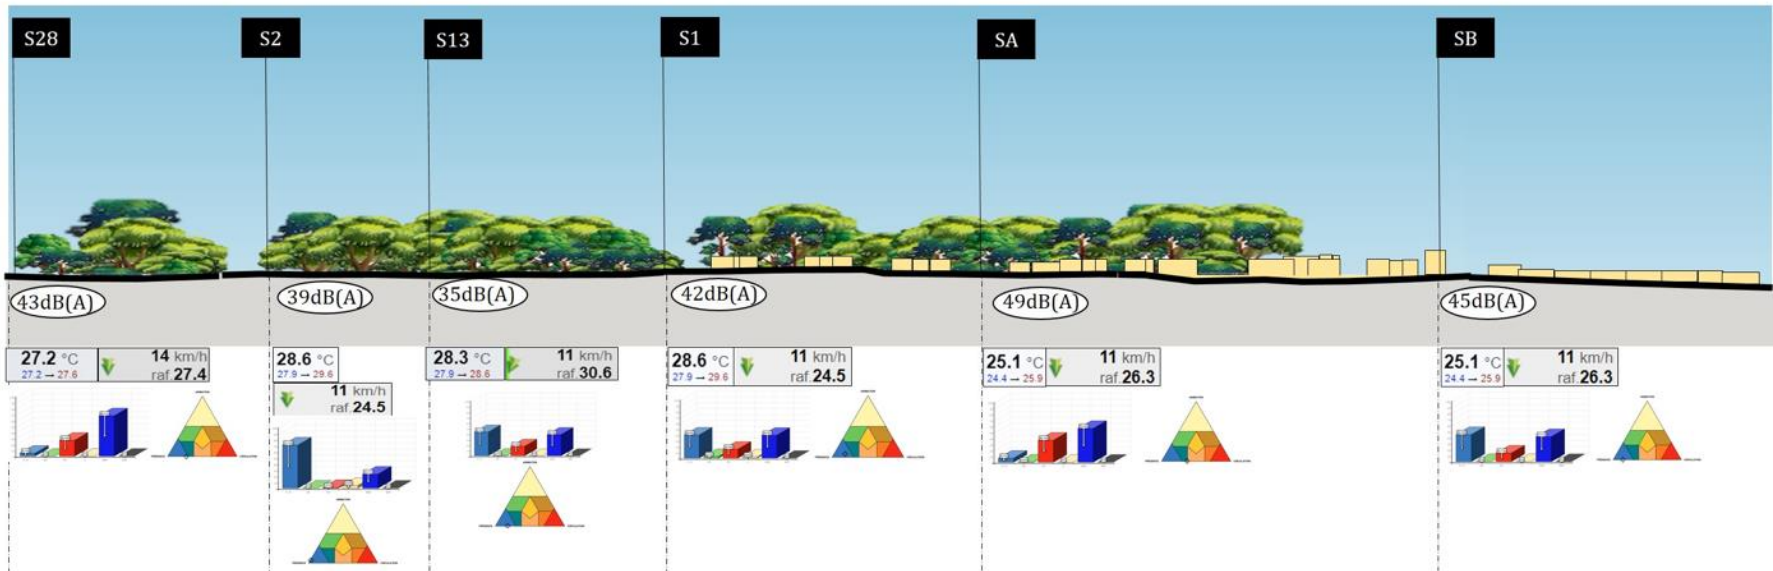 S28
S2
S13
S1
SA
SB
43dB(A)
39dB(A)
35dB(A)
42dB(A)
49dB(A)
45dB(A)
27.2 °C
27.2 → 27.6
14 km/h
raf.27.4
28.6 °C
27.9 → 29.6
11 km/h
raf.24.5
28.3 °C
27.9 → 28.6
11 km/h
raf.30.6
28.6 °C
27.9 → 29.6
11 km/h
raf.24.5
25.1 °C
24.4 → 25.9
11 km/h
raf.26.3
25.1 °C
24.4 → 25.9
11 km/h
raf.26.3